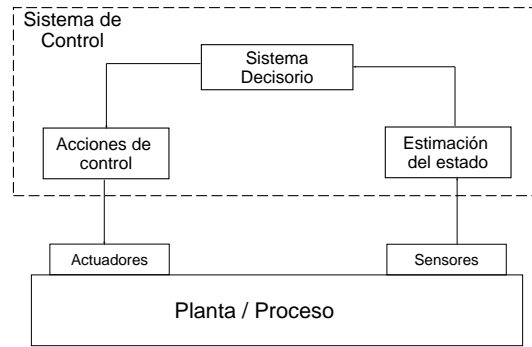 Sistema de
Control
Sistema
Decisorio
Acciones de
control
Estimación
del estado
Actuadores
Sensores
Planta / Proceso